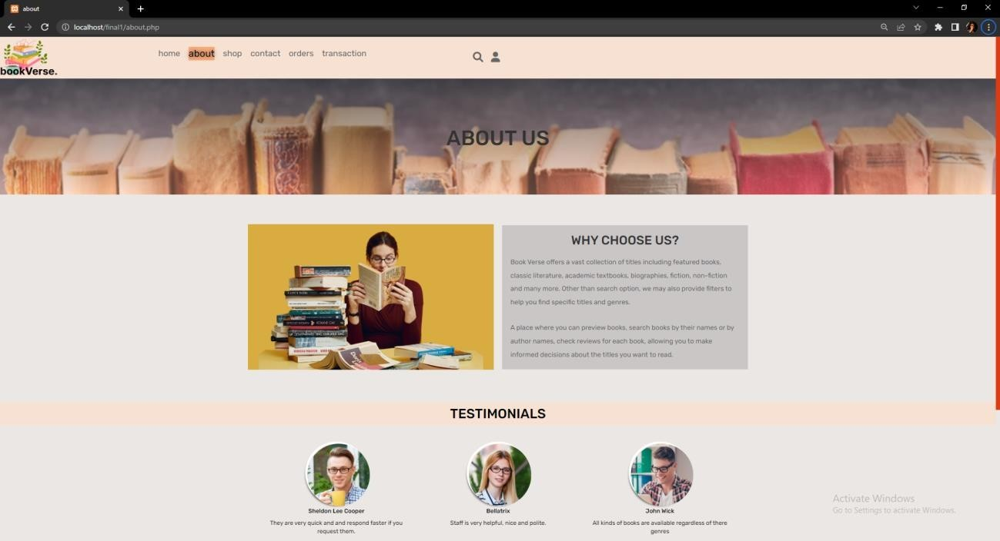 about
localhost/final1/about.php
bookVerse.
home about shop contact orders transaction
ABOUT US
WHY CHOOSE US?
Book Verse offers a vast collection of titles including featured books,
classic literature, academic textbooks, biographies, fiction, non-fiction
and many more. Other than search option, we may also provide filters to
help you find specific titles and genres.
A place where you can preview books, search books by their names or by
author names, check reviews for each book, allowing you to make
informed decisions about the titles you want to read.
TESTIMONIALS
Sheldon Lee Cooper
They are very quick and and respond faster if you
request them.
Bellatrix
Staff is very helpful, nice and polite.
John Wick
All kinds of books are available regardless of there
genres
Activate Windows
Go to Settings to activate Windows.